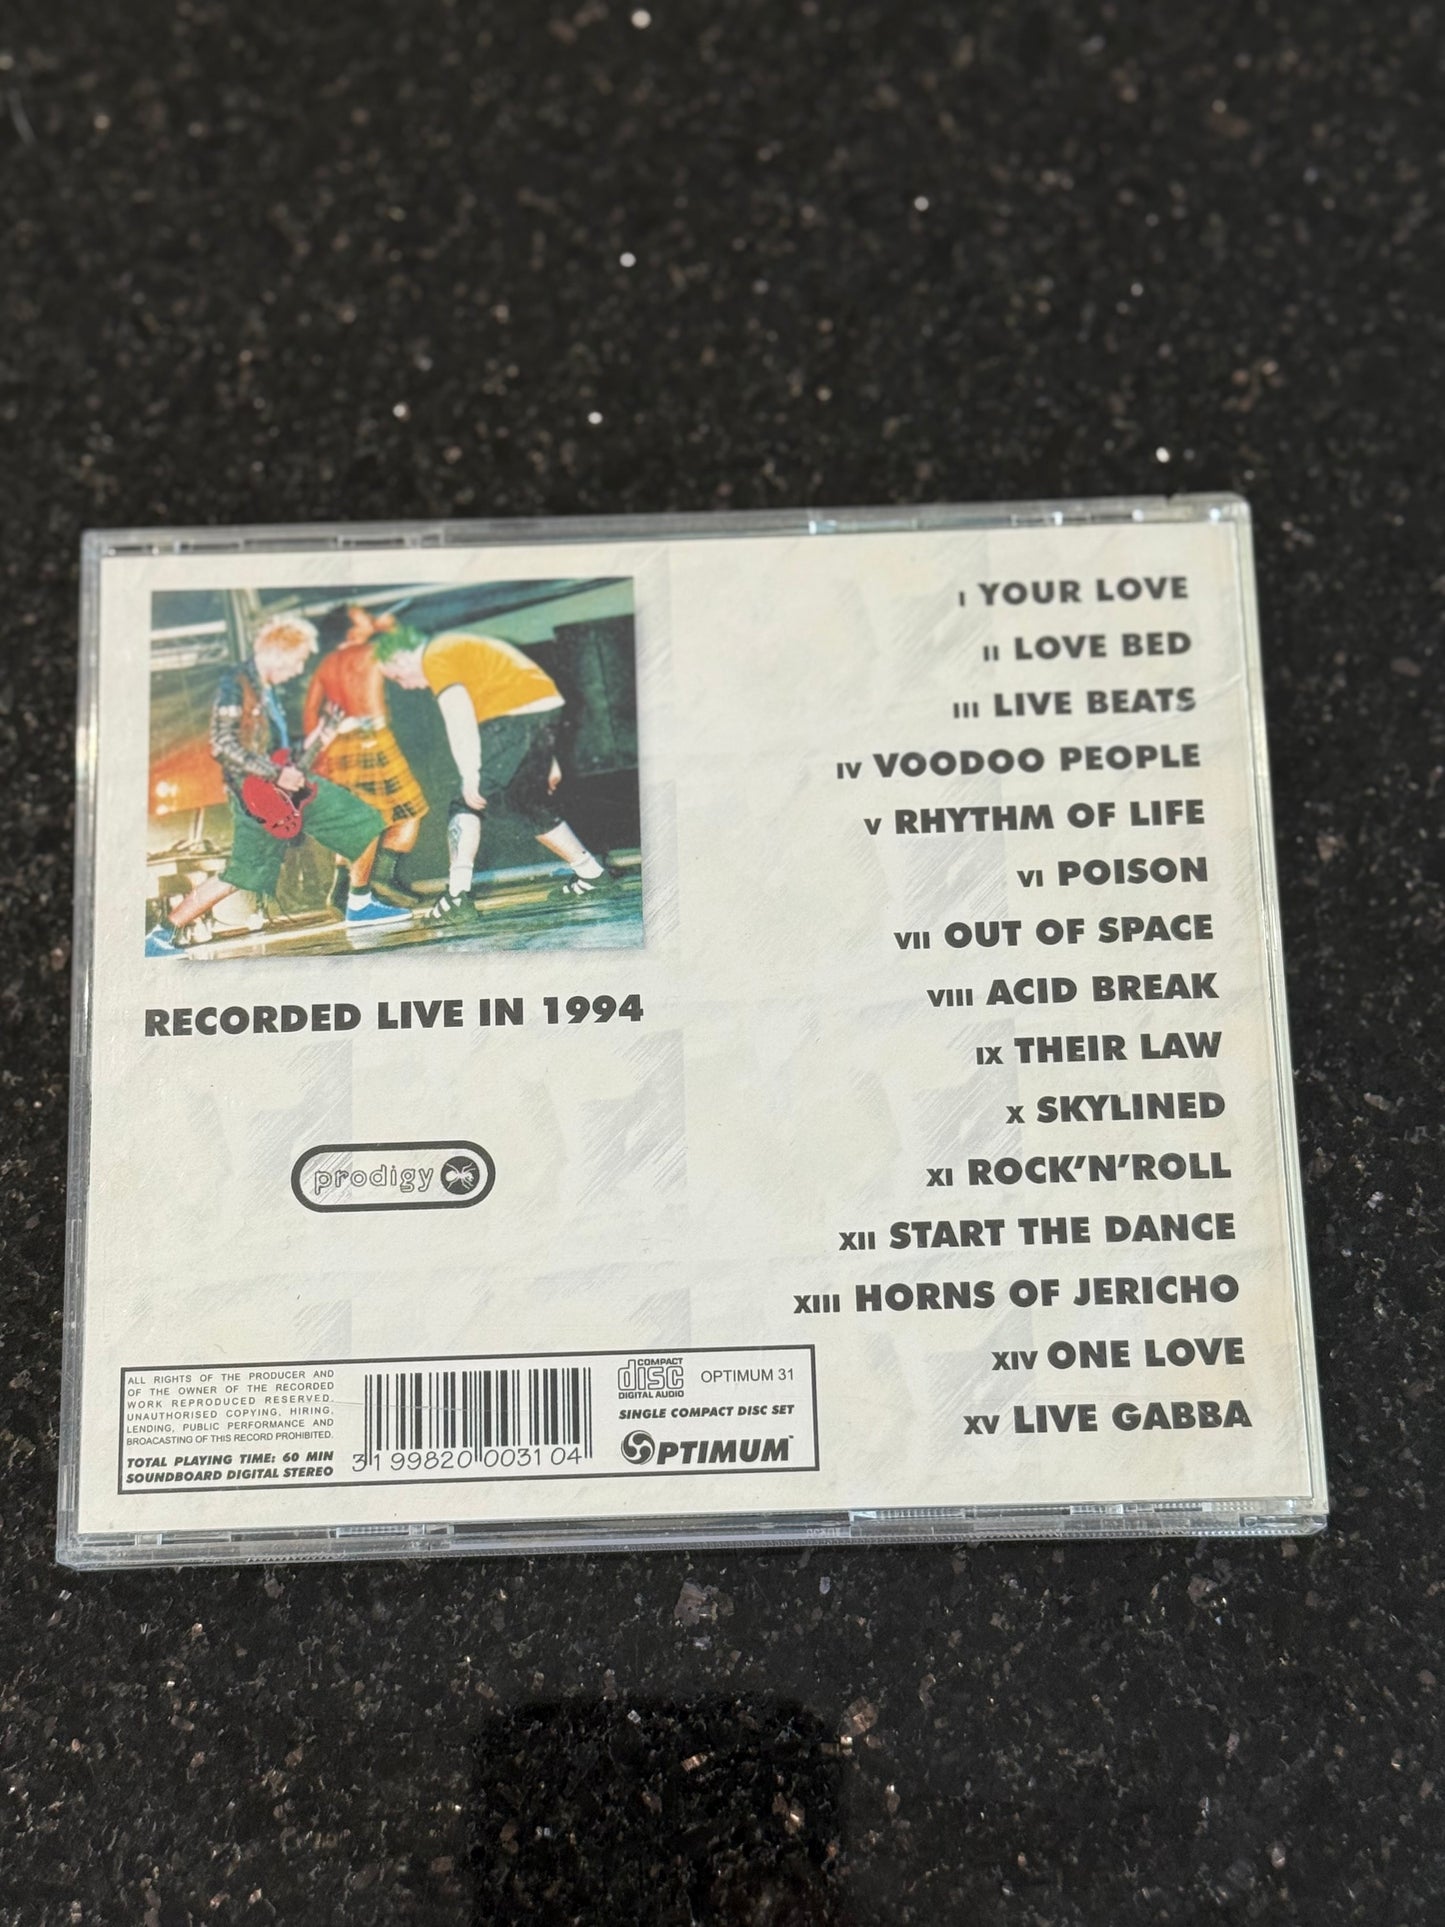 I YOUR LOVE
II LOVE BED
III LIVE BEATS
IV VOODOO PEOPLE
V RHYTHM OF LIFE
VI POISON
VII OUT OF SPACE
VIII ACID BREAK
IX THEIR LAW
X SKYLINED
XI ROCK'N'ROLL
XII START THE DANCE
XIII HORNS OF JERICHO
XIV ONE LOVE
XV LIVE GABBA
RECORDED LIVE IN 1994
prodigy
ALL RIGHTS OF THE PRODUCER AND
OF THE OWNER OF THE RECORDED
WORK REPRODUCED RESERVED.
UNAUTHORISED COPYING, HIRING,
LENDING, PUBLIC PERFORMANCE AND
BROACASTING OF THIS RECORD PROHIBITED.
TOTAL PLAYING TIME: 60 MIN
SOUNDBOARD DIGITAL STEREO
3 199820 003104
COMPACT
disc
DIGITAL AUDIO
OPTIMUM 31
SINGLE COMPACT DISC SET
OPTIMUM™